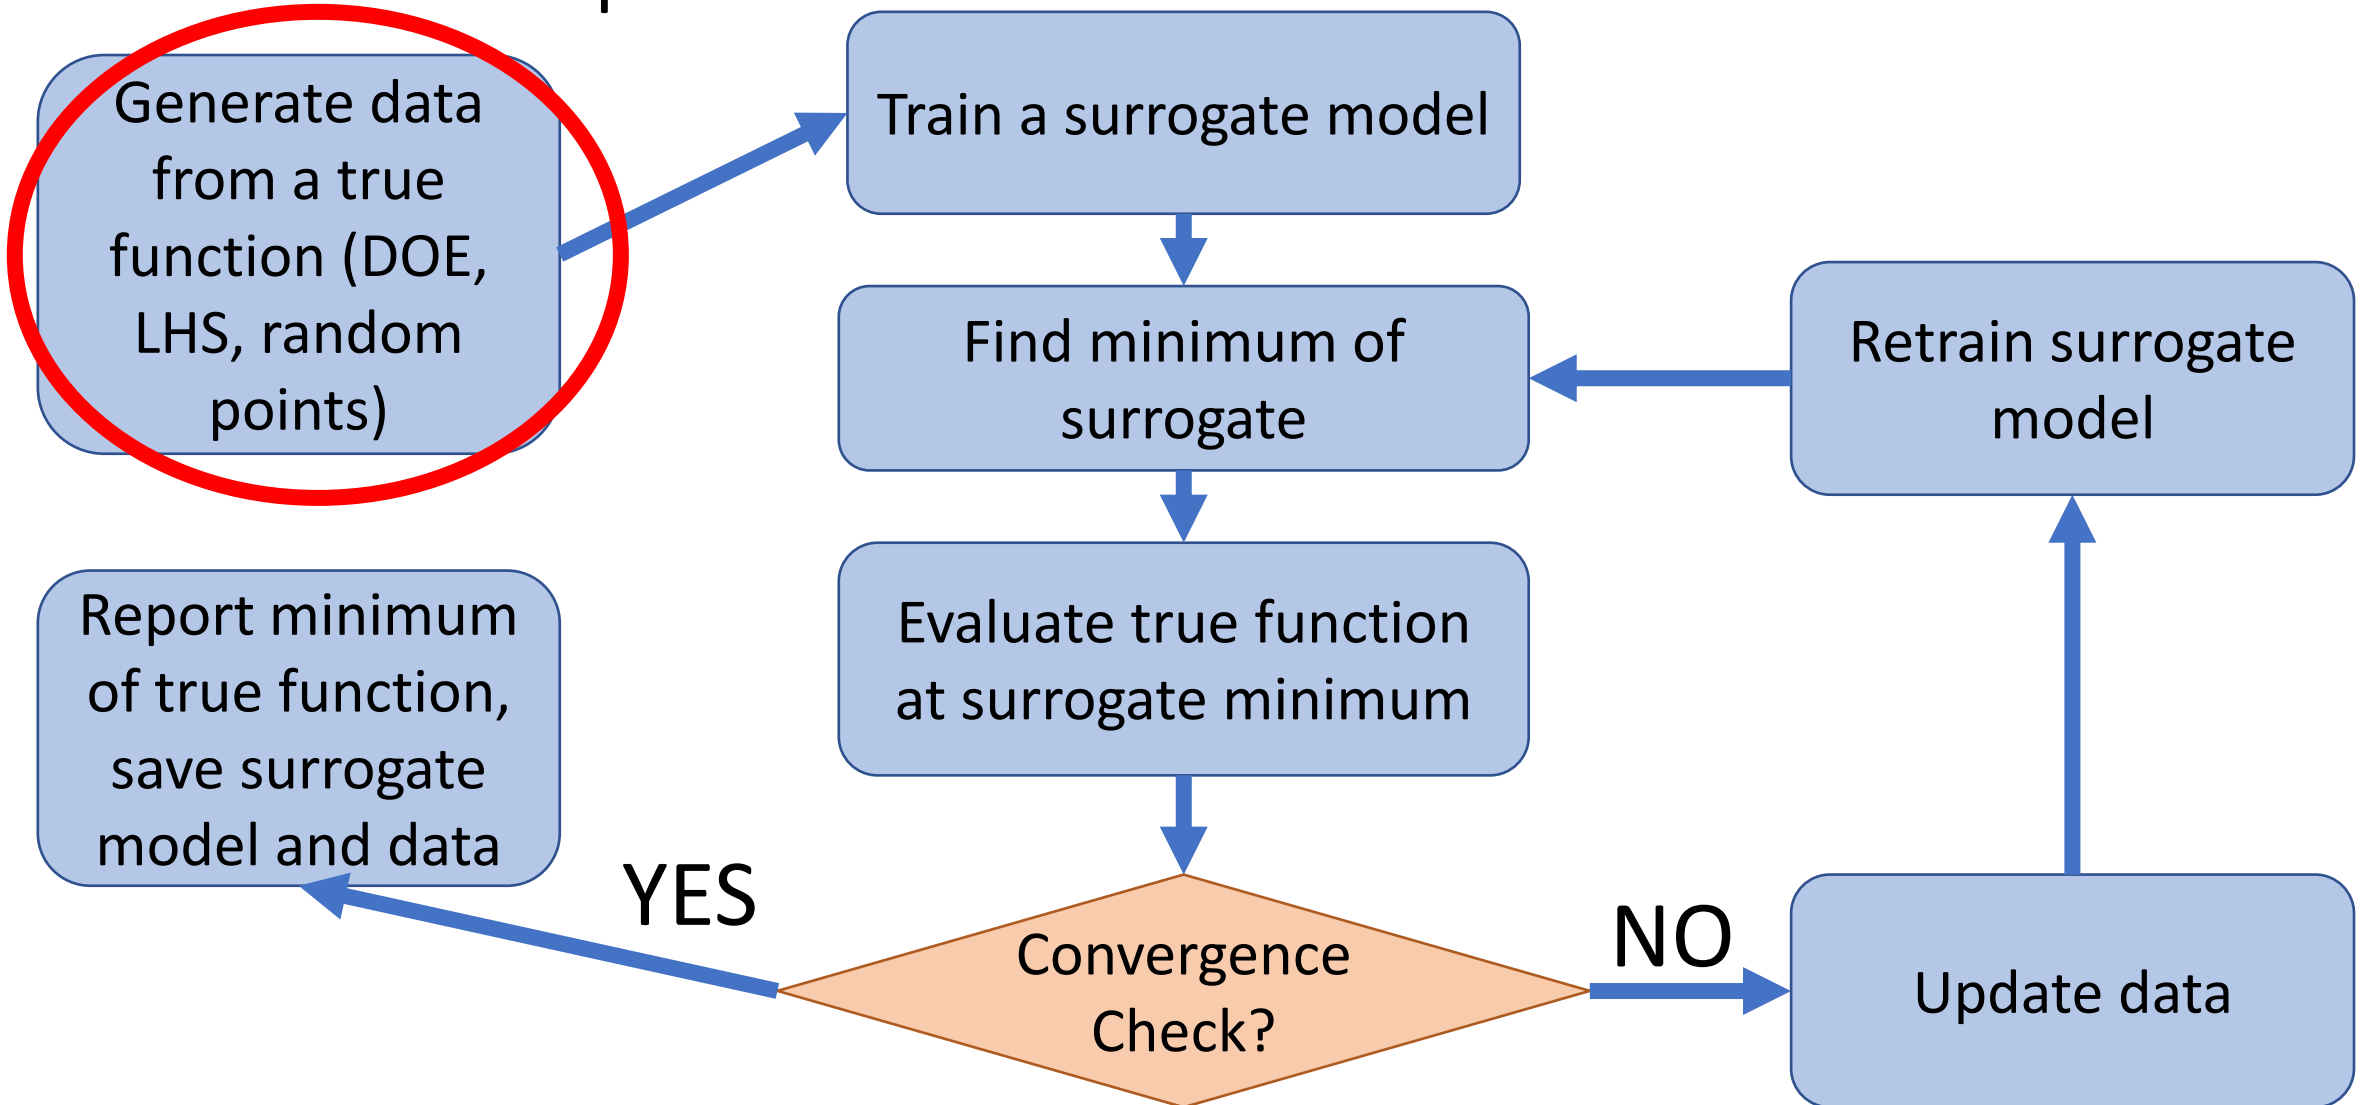 Generate data
from a true
function (DOE,
LHS, random
points)
Train a surrogate model
Find minimum of
surrogate
Retrain surrogate
model
Evaluate true function
at surrogate minimum
Report minimum
of true function,
save surrogate
model and data
YES
Convergence
Check?
NO
Update data